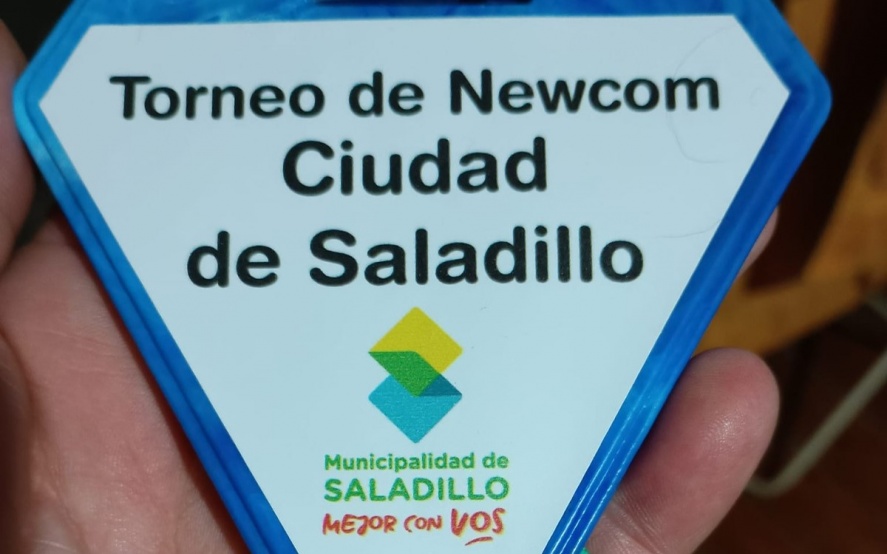 Torneo de Newcom
Ciudad
de Saladillo
Municipalidad de
SALADILLO
MEJOR CON VOS